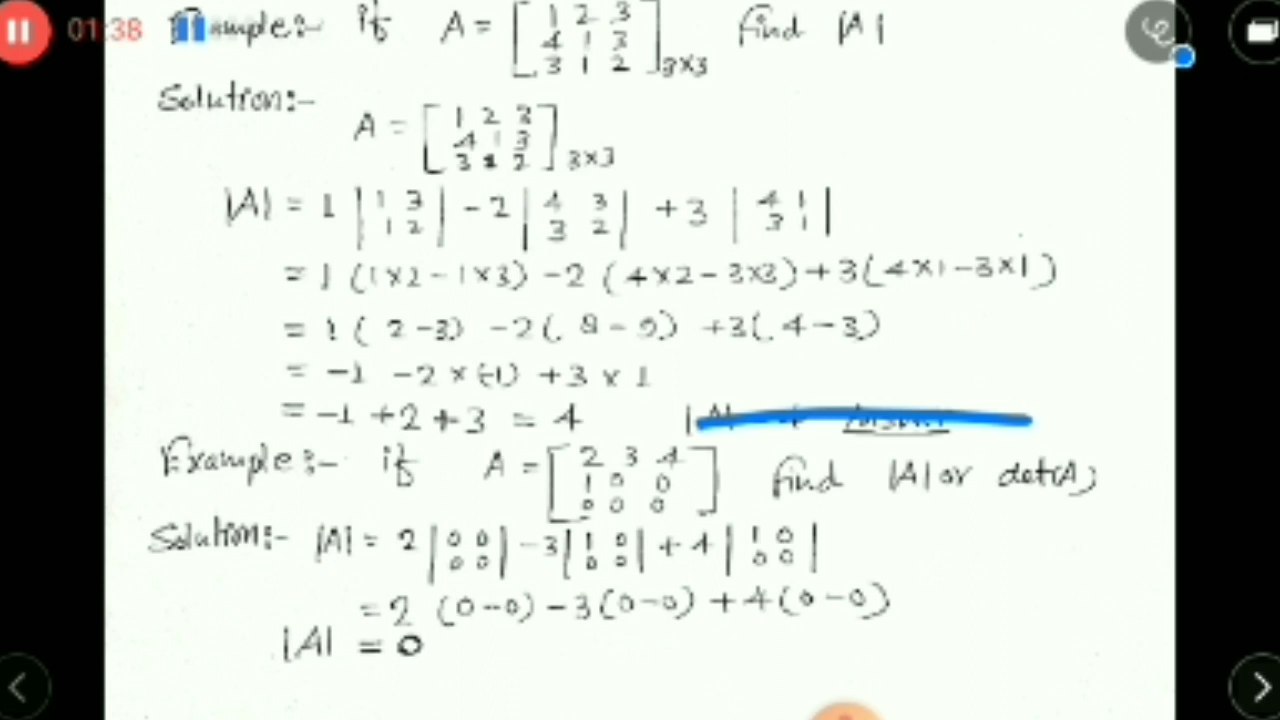 01:38 Example:- if A = [ 1 2 3 find |A|
4 1 3
3 1 2 ]3×3
Solution:-
A = [ 1 2 3
4 1 3
3 1 2 ] 3×3
|A| = 1 | 1 3 | - 2 | 4 3 | + 3 | 4 1 |
1 2 3 2 3 1
= 1 (1×2 - 1×3) - 2 (4×2 - 3×3) + 3(4×1 - 3×1)
= 1 ( 2 - 3) - 2( 8 - 9) + 3( 4 - 3)
= -1 - 2 × (-1) + 3 × 1
= -1 + 2 + 3 = 4
Example:- if A = [ 2 3 4 find |A| or det(A)
1 0 0
0 0 0 ]
Solution:- |A| = 2 | 0 0 | - 3 | 1 0 | + 4 | 1 0 |
0 0 0 0 0 0
= 2 (0-0) - 3(0-0) + 4(0-0)
|A| = 0